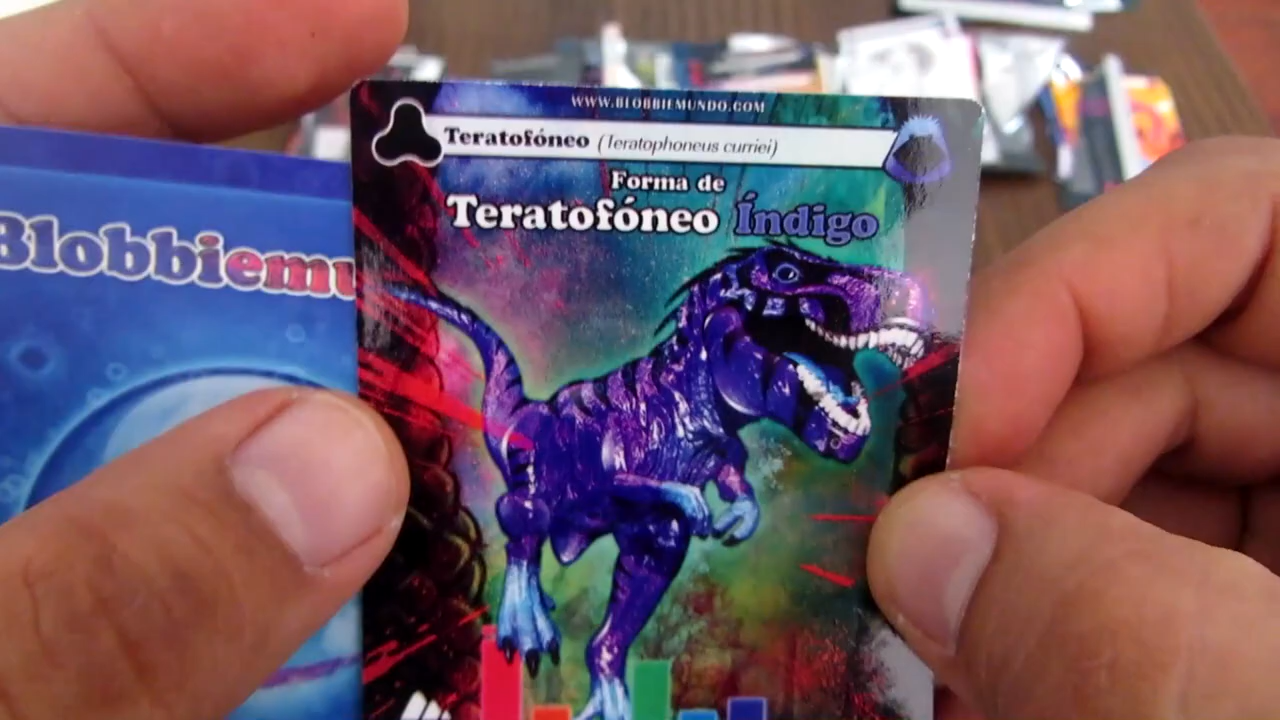 WWW.BLOBBIEMUNDO.COM
Teratofóneo (Teratophoneus curriei)
Forma de
Teratofóneo Índigo
Blobbiemu